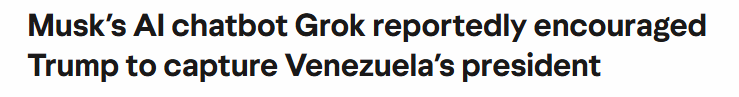 Musk’s AI chatbot Grok reportedly encouraged
Trump to capture Venezuela’s president